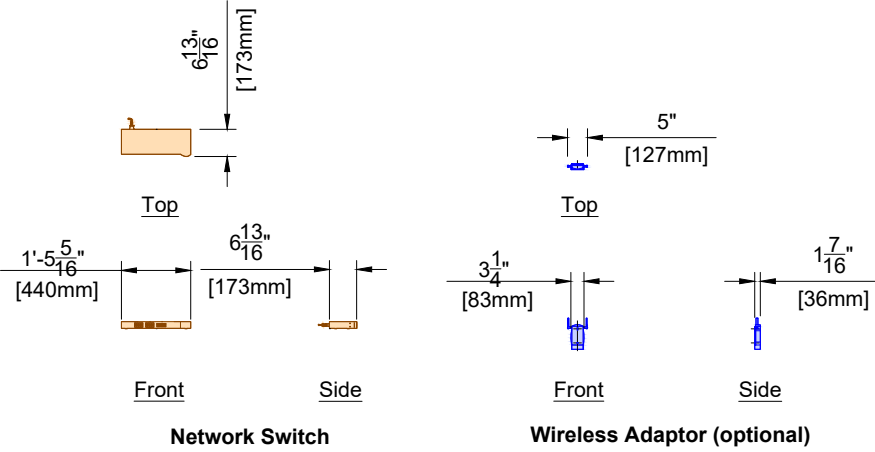 6 13/16"
[173mm]
Top
1'-5 5/16"
[440mm]
6 13/16"
[173mm]
Front
Side
Network Switch
5"
[127mm]
Top
3 1/4"
[83mm]
1 7/16"
[36mm]
Front
Side
Wireless Adaptor (optional)